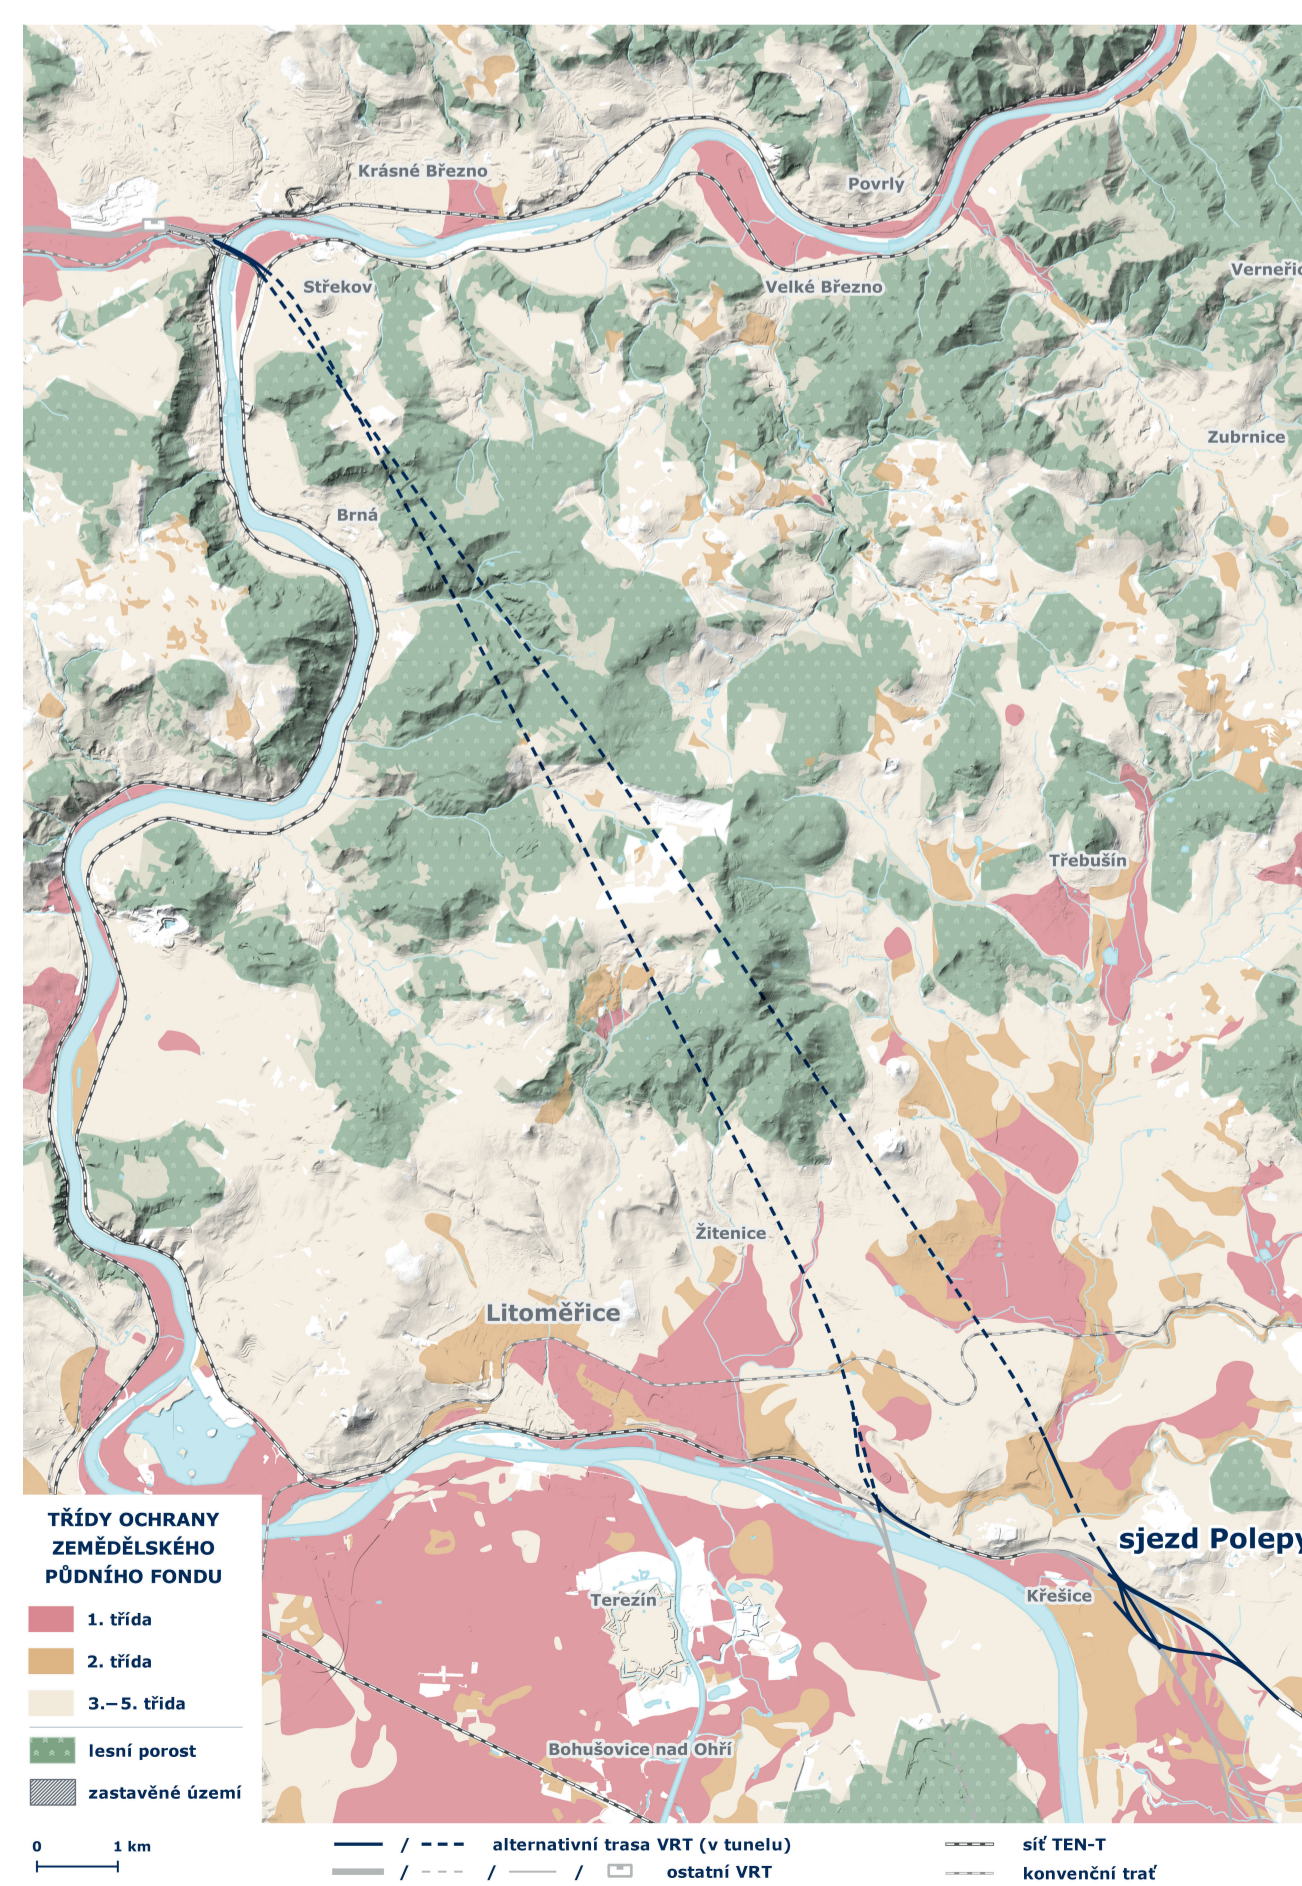 Krásné Březno
Povrly
Verneřic
Střekov
Velké Březno
Zubrnice
Brná
Třebušín
Žitenice
Litoměřice
sjezd Polepy
Křešice
Terezín
Bohušovice nad Ohří
TŘÍDY OCHRANY
ZEMĚDĚLSKÉHO
PŮDNÍHO FONDU
1. třída
2. třída
3.–5. třida
lesní porost
zastavěné území
0 1 km
/ alternativní trasa VRT (v tunelu)
/ / / ostatní VRT
síť TEN-T
konvenční trať